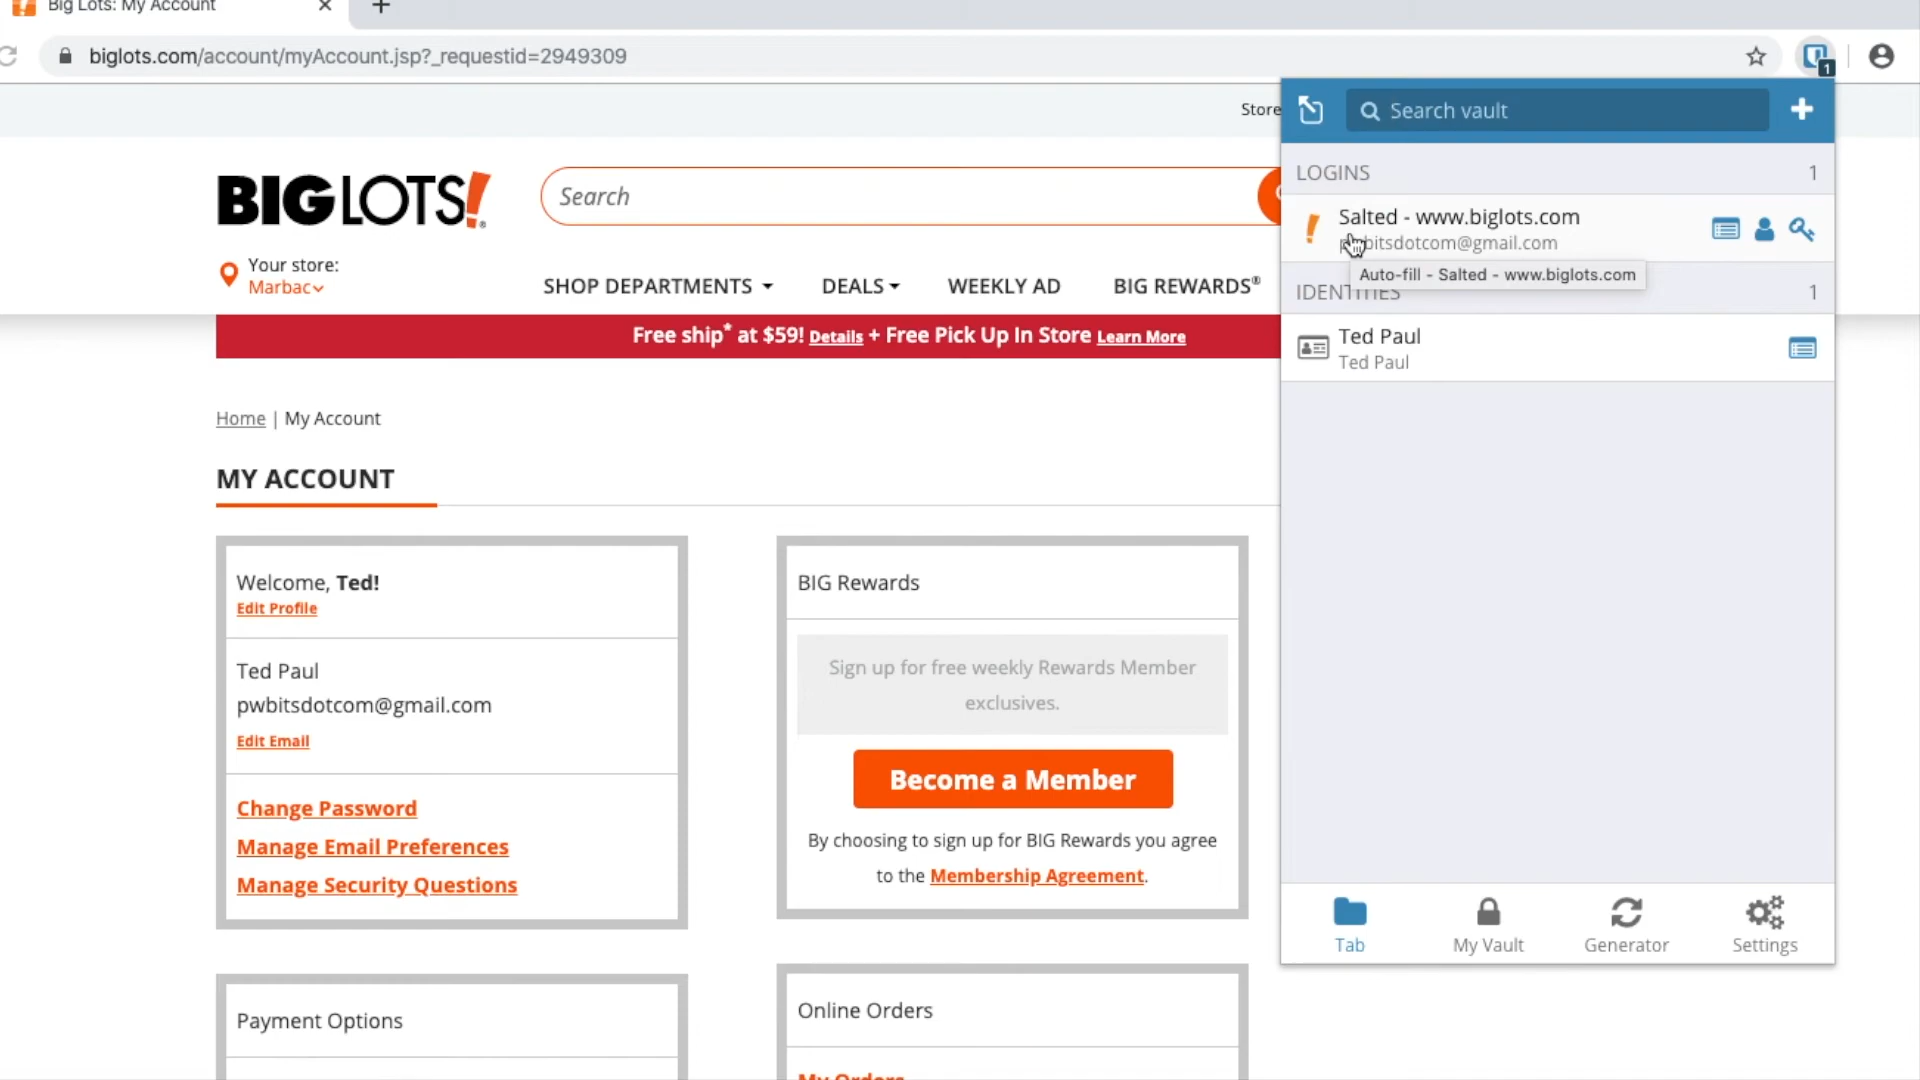 Big Lots: My Account
biglots.com/account/myAccount.jsp?_requestid=2949309
1
Store
Search vault
BIG LOTS!
Search
LOGINS 1
Salted - www.biglots.com
bitsdotcom@gmail.com
Auto-fill - Salted - www.biglots.com
Your store:
Marbac
SHOP DEPARTMENTS DEALS WEEKLY AD BIG REWARDS®
IDENTITIES 1
Ted Paul
Ted Paul
Free ship* at $59! Details + Free Pick Up In Store Learn More
Home | My Account
MY ACCOUNT
Welcome, Ted!
Edit Profile
Ted Paul
pwbitsdotcom@gmail.com
Edit Email
Change Password
Manage Email Preferences
Manage Security Questions
BIG Rewards
Sign up for free weekly Rewards Member
exclusives.
Become a Member
By choosing to sign up for BIG Rewards you agree
to the Membership Agreement.
Tab My Vault Generator Settings
Payment Options
Online Orders
My Orders